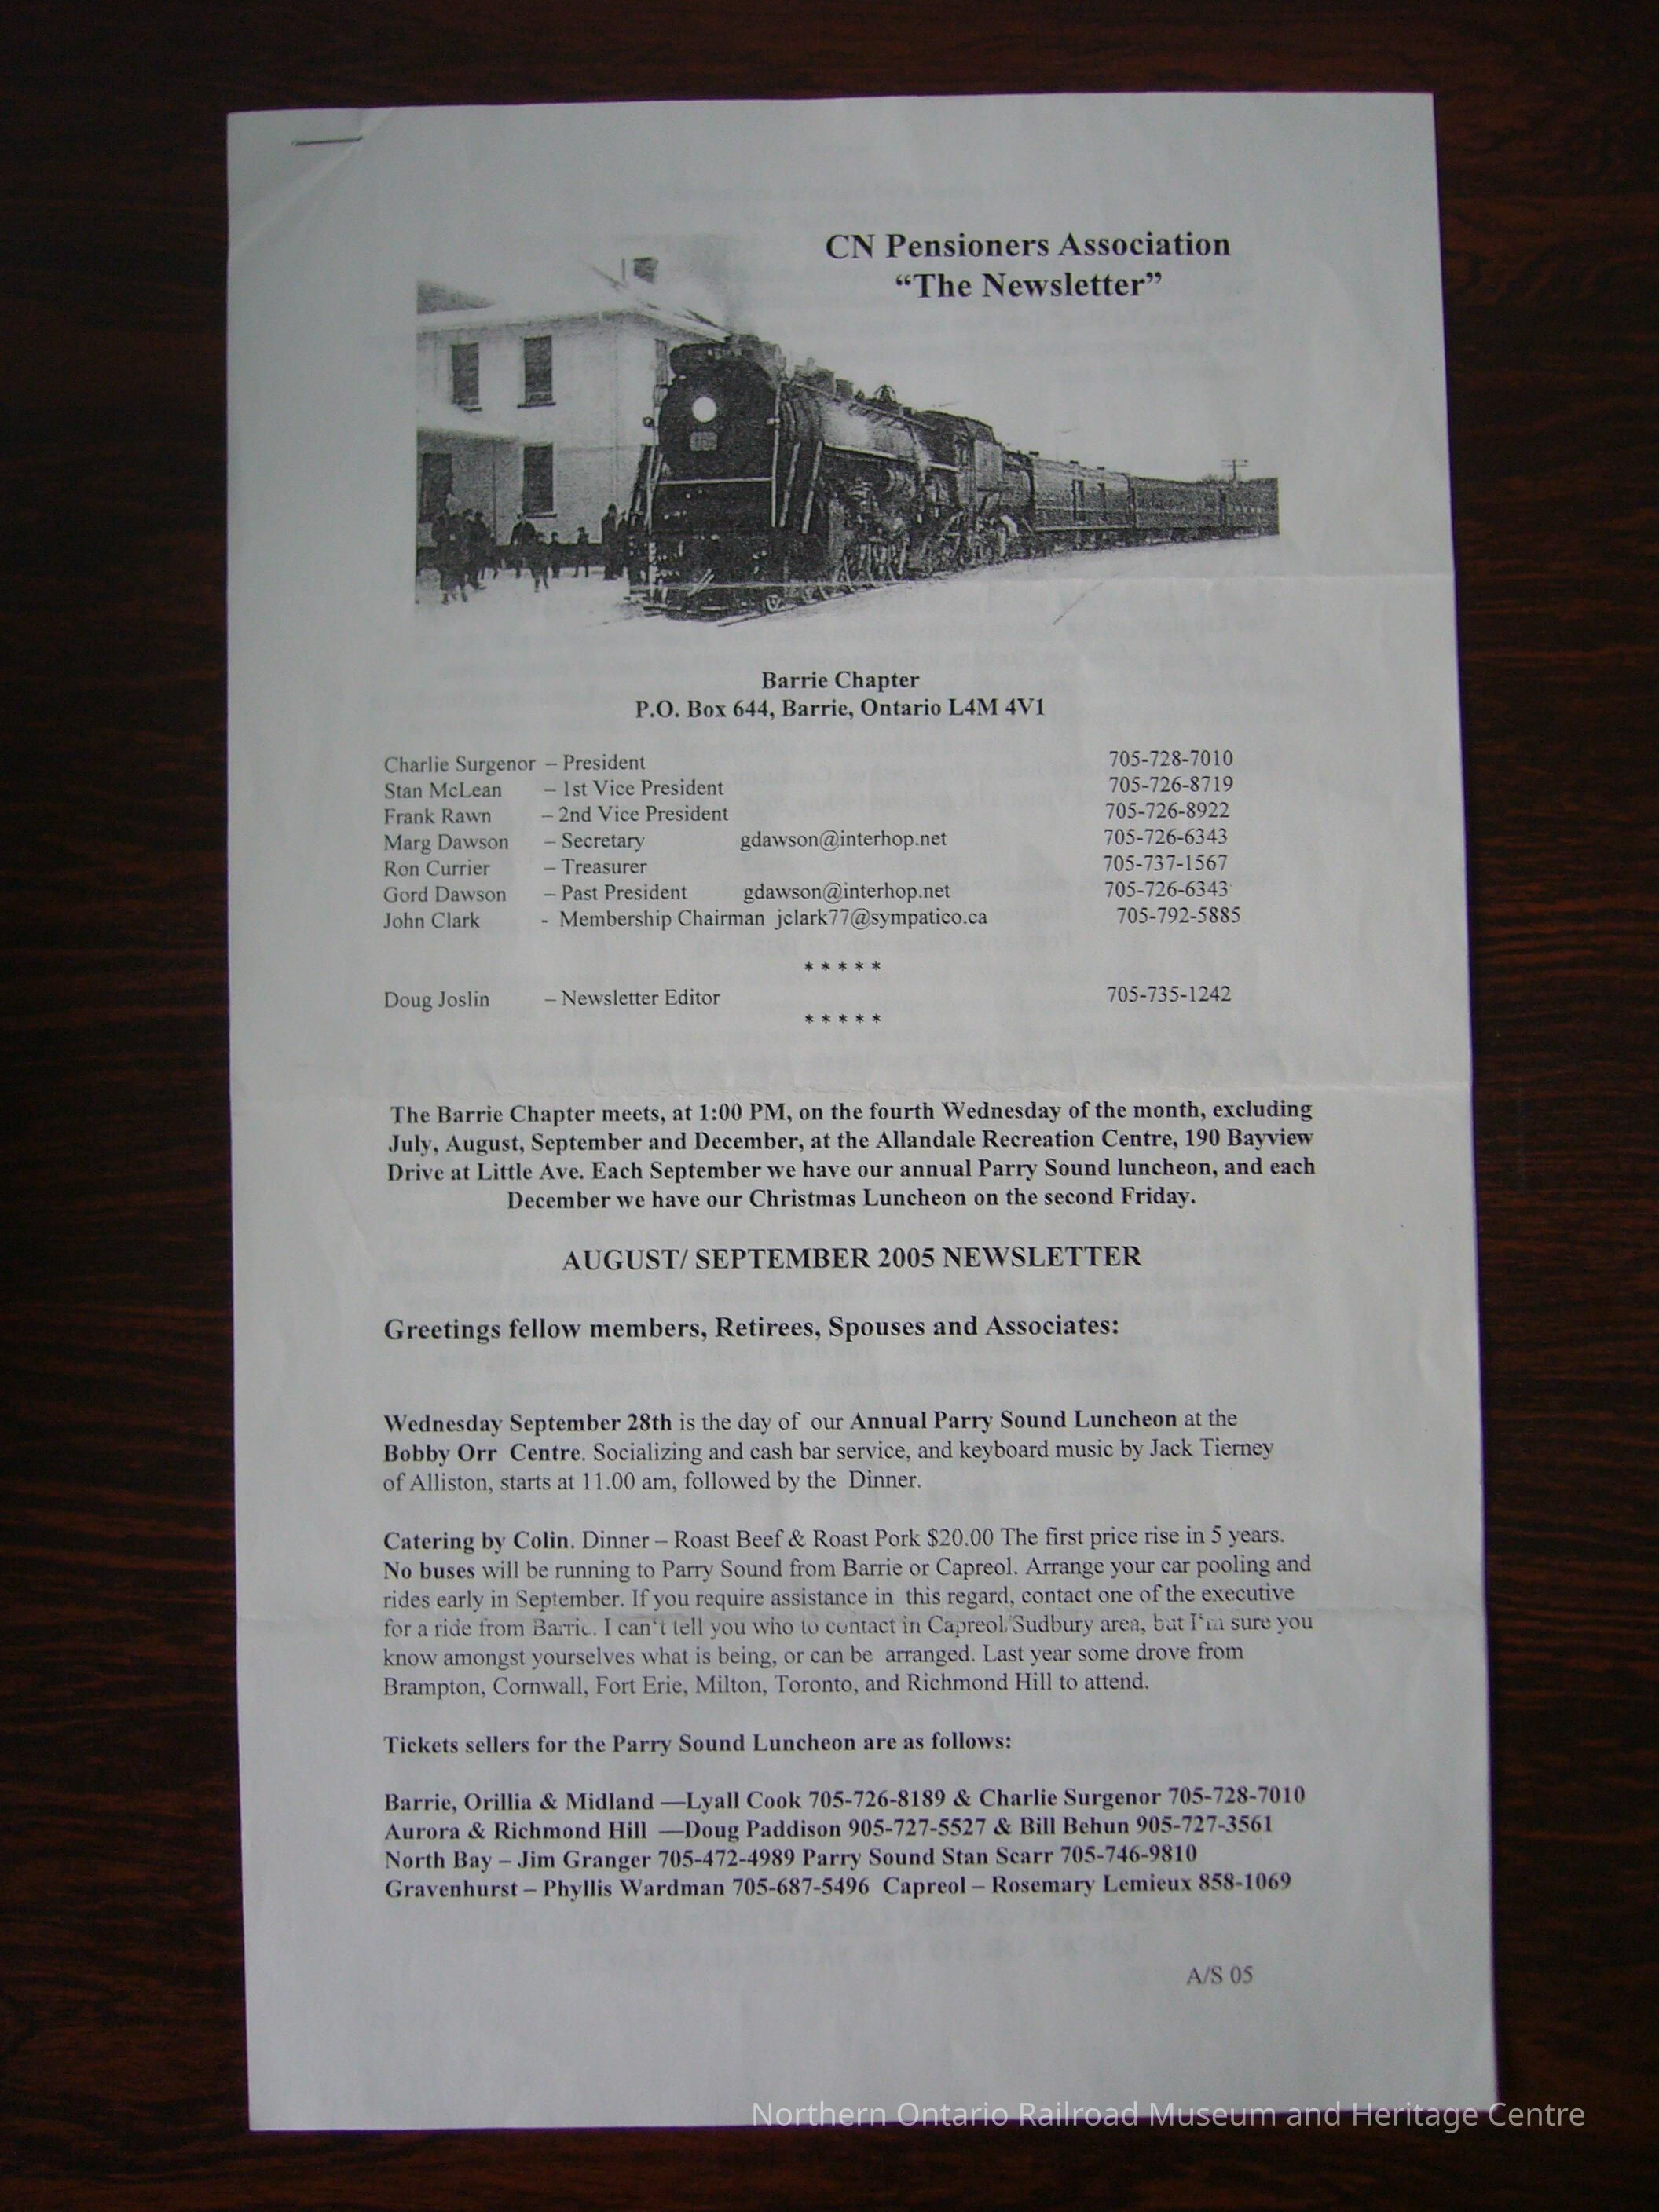 CN Pensioners Association
“The Newsletter”
Barrie Chapter
P.O. Box 644, Barrie, Ontario L4M 4V1
Charlie Surgenor – President 705-728-7010
Stan McLean – 1st Vice President 705-726-8719
Frank Rawn – 2nd Vice President 705-726-8922
Marg Dawson – Secretary gdawson@interhop.net 705-726-6343
Ron Currier – Treasurer 705-737-1567
Gord Dawson – Past President gdawson@interhop.net 705-726-6343
John Clark - Membership Chairman jclark77@sympatico.ca 705-792-5885
* * * * *
Doug Joslin – Newsletter Editor 705-735-1242
* * * * *
The Barrie Chapter meets, at 1:00 PM, on the fourth Wednesday of the month, excluding
July, August, September and December, at the Allandale Recreation Centre, 190 Bayview
Drive at Little Ave. Each September we have our annual Parry Sound luncheon, and each
December we have our Christmas Luncheon on the second Friday.
AUGUST/ SEPTEMBER 2005 NEWSLETTER
Greetings fellow members, Retirees, Spouses and Associates:
Wednesday September 28th is the day of our Annual Parry Sound Luncheon at the
Bobby Orr Centre. Socializing and cash bar service, and keyboard music by Jack Tierney
of Alliston, starts at 11.00 am, followed by the Dinner.
Catering by Colin. Dinner – Roast Beef & Roast Pork $20.00 The first price rise in 5 years.
No buses will be running to Parry Sound from Barrie or Capreol. Arrange your car pooling and
rides early in September. If you require assistance in this regard, contact one of the executive
for a ride from Barrie. I can‘t tell you who to contact in Capreol/Sudbury area, but I‘m sure you
know amongst yourselves what is being, or can be arranged. Last year some drove from
Brampton, Cornwall, Fort Erie, Milton, Toronto, and Richmond Hill to attend.
Tickets sellers for the Parry Sound Luncheon are as follows:
Barrie, Orillia & Midland —Lyall Cook 705-726-8189 & Charlie Surgenor 705-728-7010
Aurora & Richmond Hill —Doug Paddison 905-727-5527 & Bill Behun 905-727-3561
North Bay – Jim Granger 705-472-4989 Parry Sound Stan Scarr 705-746-9810
Gravenhurst – Phyllis Wardman 705-687-5496 Capreol – Rosemary Lemieux 858-1069
A/S 05
Northern Ontario Railroad Museum and Heritage Centre